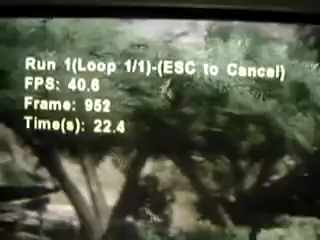 Run 1(Loop 1/1)-(ESC to Cancel)
FPS: 40.6
Frame: 952
Time(s): 22.4